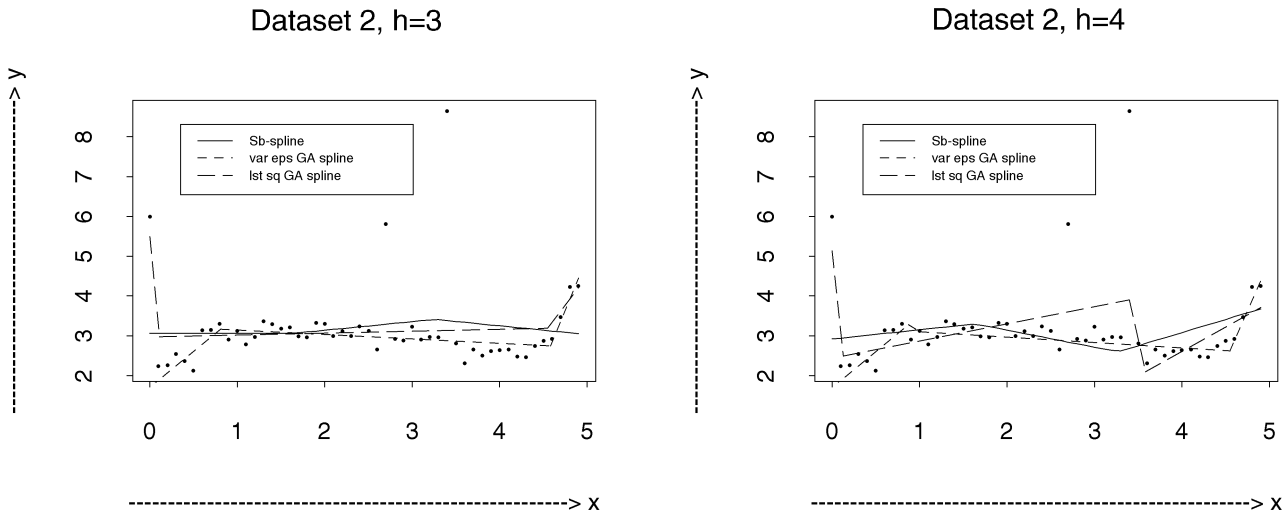 Dataset 2, h=3
-----------------------> y
8
7
6
5
4
3
2
Sb-spline
var eps GA spline
lst sq GA spline
0 1 2 3 4 5
-----------------------> x
Dataset 2, h=4
-----------------------> y
8
7
6
5
4
3
2
Sb-spline
var eps GA spline
lst sq GA spline
0 1 2 3 4 5
-----------------------> x